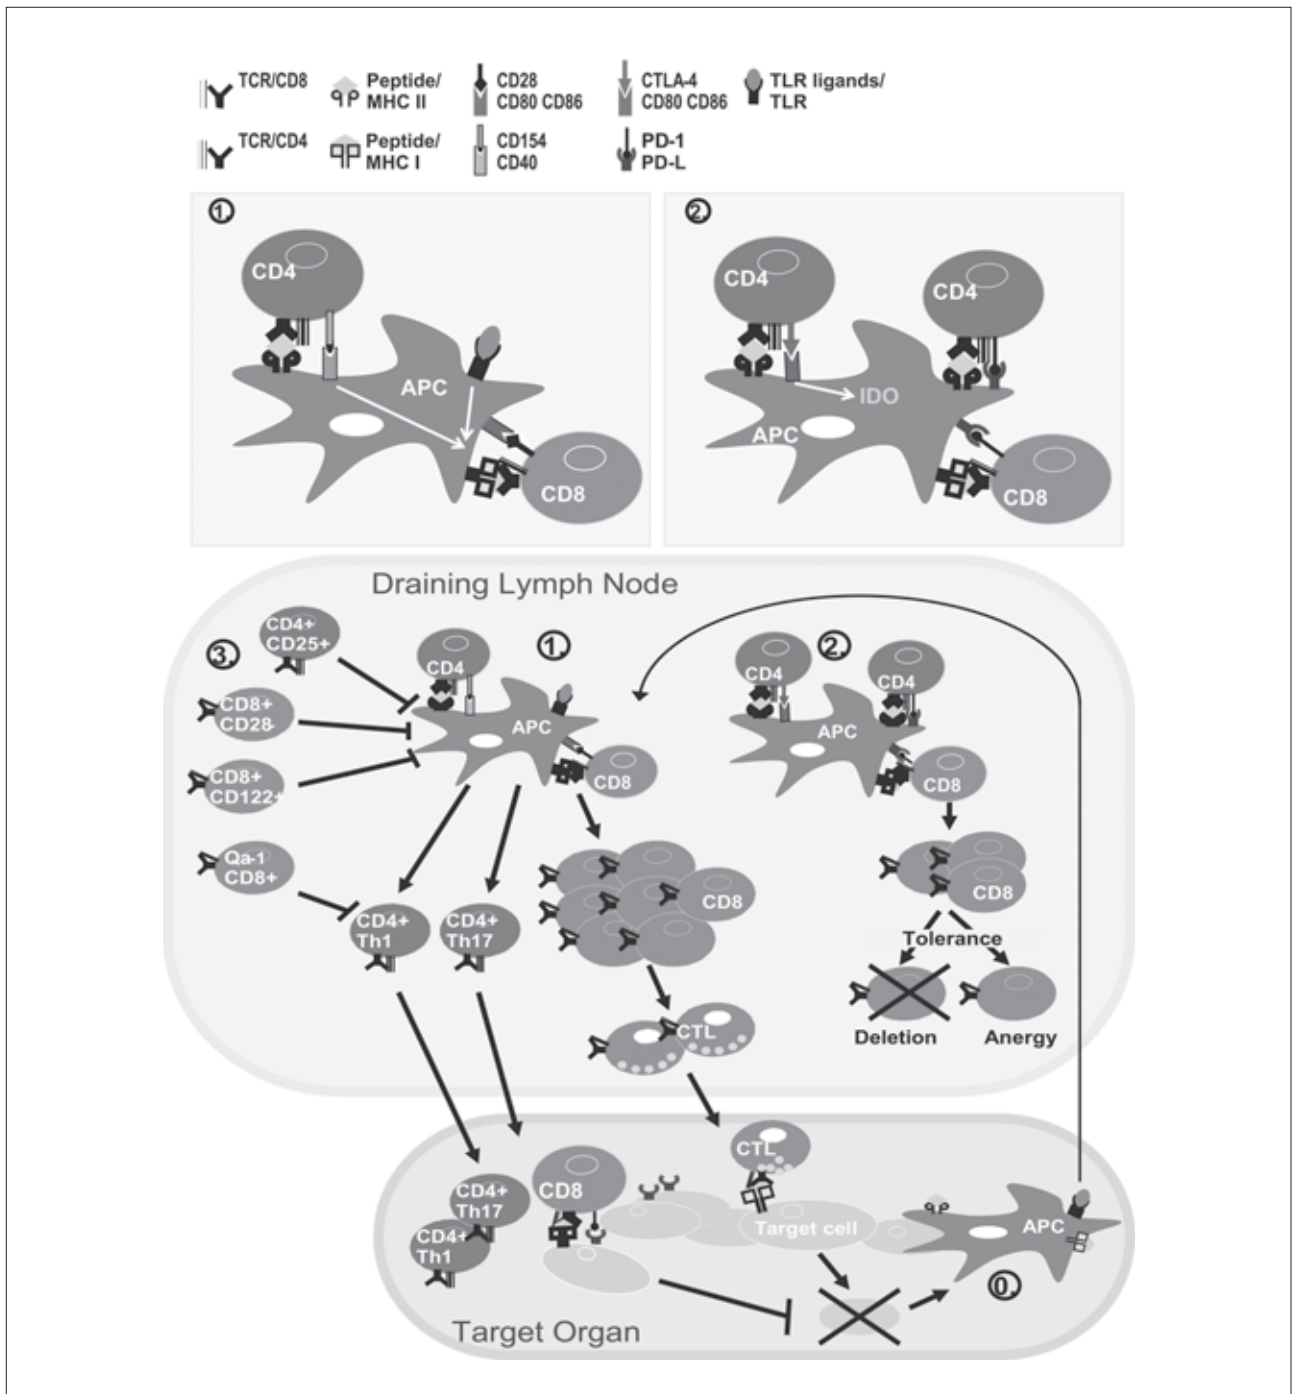 TCR/CD8
Peptide/
MHC II
CD28
CD80 CD86
CTLA-4
CD80 CD86
TLR ligands/
TLR
TCR/CD4
Peptide/
MHC I
CD154
CD40
PD-1
PD-L
1.
CD4
APC
CD8
2.
CD4
CD4
IDO
APC
CD8
Draining Lymph Node
3.
CD4+
CD25+
CD8+
CD28-
CD8+
CD122+
Qa-1
CD8+
1.
CD4
APC
CD8
CD8
CD4+
Th1
CD4+
Th17
CTL
2.
CD4
CD4
APC
CD8
CD8
Tolerance
Deletion
Anergy
CD4+
Th17
CD4+
Th1
CD8
CTL
Target cell
APC
0.
Target Organ